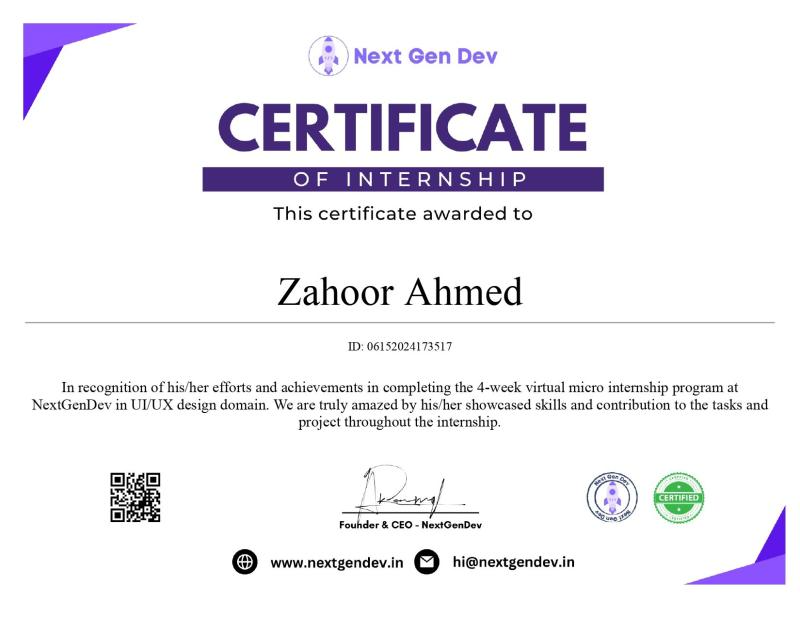 Next Gen Dev
CERTIFICATE
OF INTERNSHIP
This certificate awarded to
Zahoor Ahmed
ID: 06152024173517
In recognition of his/her efforts and achievements in completing the 4-week virtual micro internship program at
NextGenDev in UI/UX design domain. We are truly amazed by his/her showcased skills and contribution to the tasks and
project throughout the internship.
Next Gen Dev
Next Gen Dev
CERTIFIED
Founder & CEO - NextGenDev
www.nextgendev.in
hi@nextgendev.in